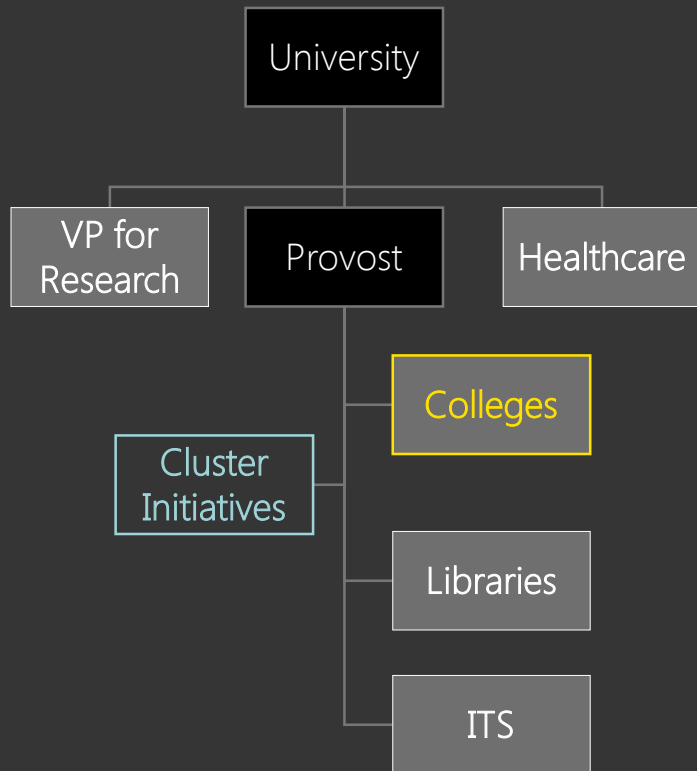 University
VP for
Research
Provost
Healthcare
Colleges
Cluster
Initiatives
Libraries
ITS